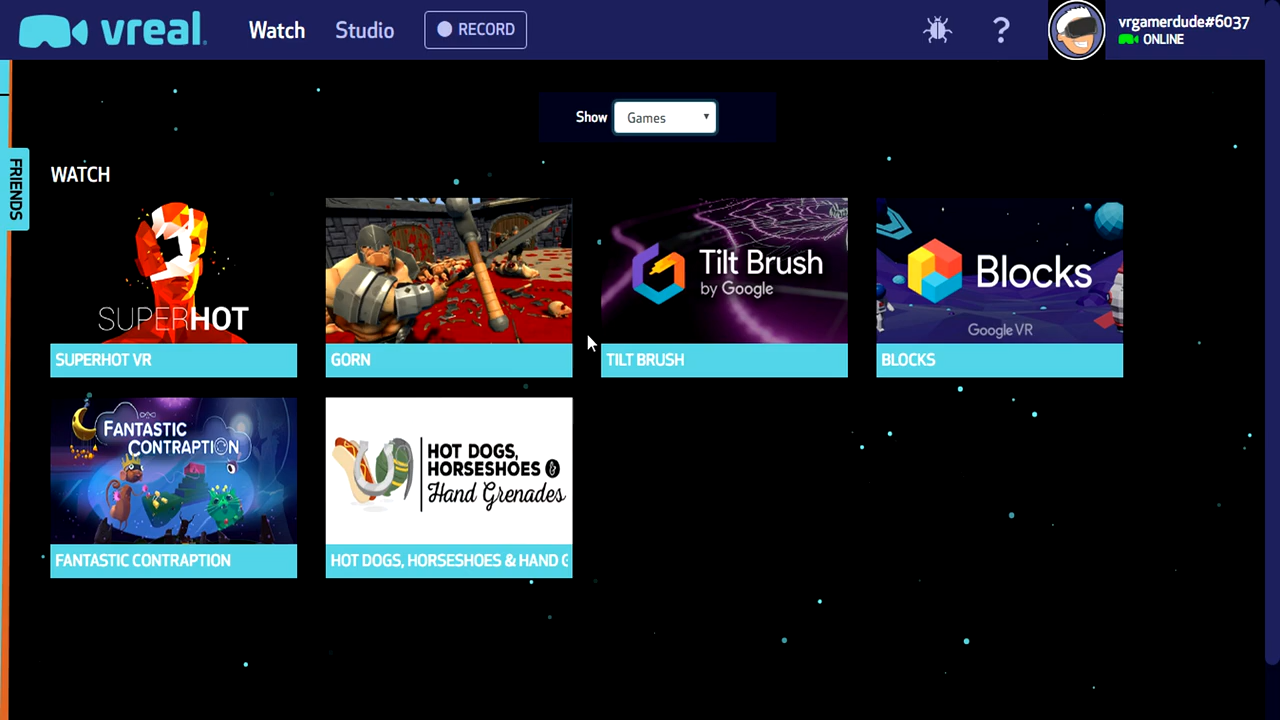 vreal.
Watch
Studio
RECORD
?
vrgamerdude#6037
ONLINE
Show
Games
FRIENDS
WATCH
SUPERHOT
SUPERHOT VR
GORN
Tilt Brush
by Google
TILT BRUSH
Blocks
Google VR
BLOCKS
FANTASTIC
CONTRAPTION
FANTASTIC CONTRAPTION
HOT DOGS,
HORSESHOES &
Hand Grenades
HOT DOGS, HORSESHOES & HAND G